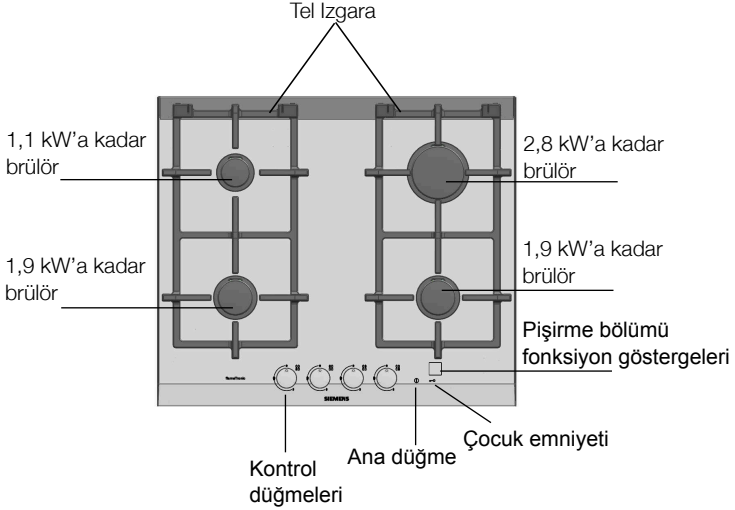 Tel Izgara
1,1 kW'a kadar
brülör
2,8 kW'a kadar
brülör
1,9 kW'a kadar
brülör
1,9 kW'a kadar
brülör
Pişirme bölümü
fonksiyon göstergeleri
SIEMENS
Çocuk emniyeti
Ana düğme
Kontrol
düğmeleri